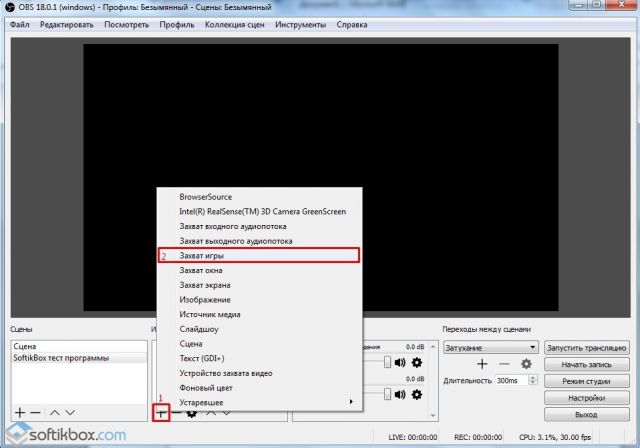 OBS 18.0.1 (windows) - Профиль: Безымянный - Сцены: Безымянный
Файл Редактировать Посмотреть Профиль Коллекция сцен Инструменты Справка
BrowserSource
Intel(R) RealSense(TM) 3D Camera GreenScreen
Захват входного аудиопотока
Захват выходного аудиопотока
2 Захват игры
Захват окна
Захват экрана
Изображение
Источник медиа
Слайдшоу
Сцена
Текст (GDI+)
Устройство захвата видео
Фоновый цвет
Устаревшее
1
Сцены
Сцена
SoftikBox тест программы
0.0 dB
0.0 dB
Переходы между сценами
Затухание
Длительность 300ms
Запустить трансляцию
Начать запись
Режим студии
Настройки
Выход
LIVE: 00:00:00 REC: 00:00:00 CPU: 3.1%, 30.00 fps
softikbox.com